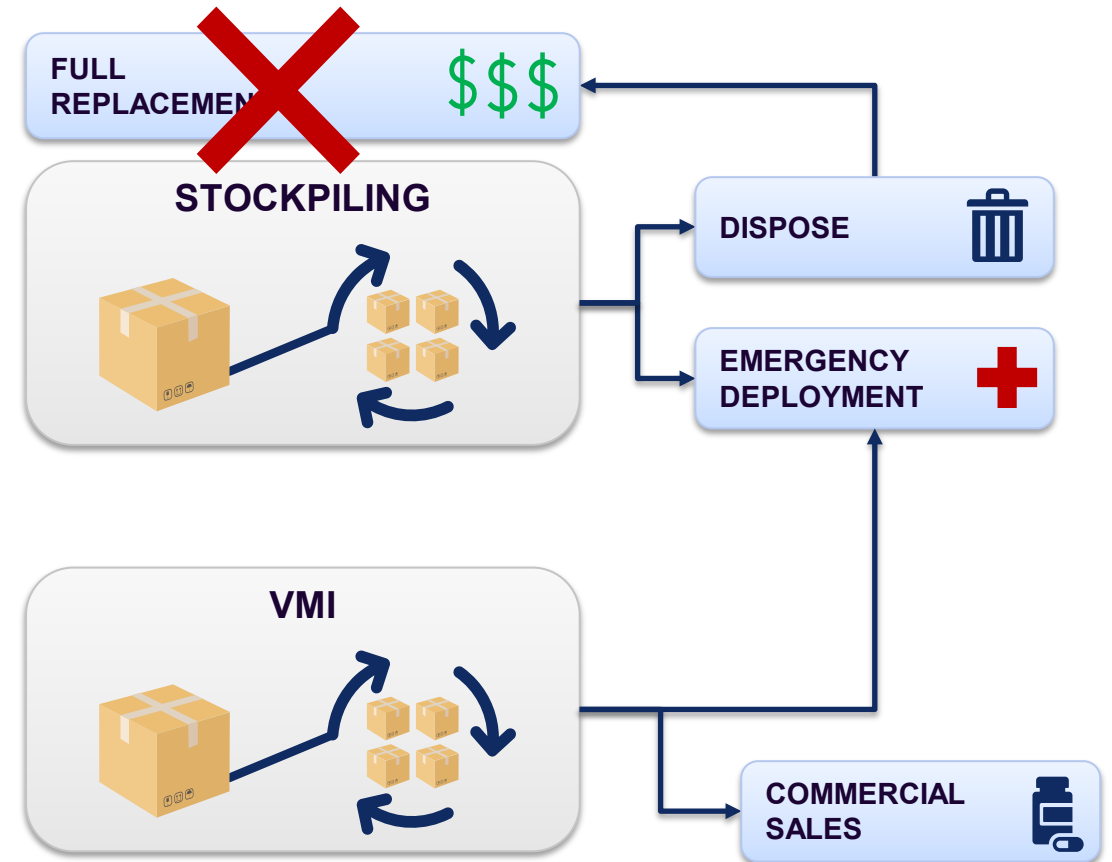 FULL
REPLACEMEN
$$$
STOCKPILING
DISPOSE
EMERGENCY
DEPLOYMENT
VMI
COMMERCIAL
SALES